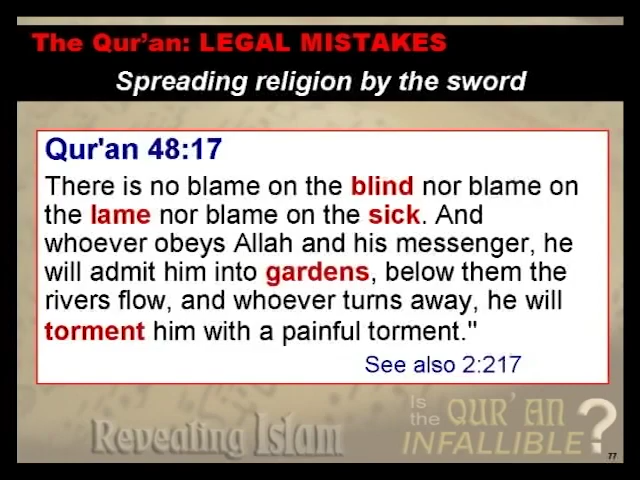 The Qur’an: LEGAL MISTAKES
Spreading religion by the sword
Qur'an 48:17
There is no blame on the blind nor blame on
the lame nor blame on the sick. And
whoever obeys Allah and his messenger, he
will admit him into gardens, below them the
rivers flow, and whoever turns away, he will
torment him with a painful torment."
See also 2:217
Revealing Islam
Is
the QUR’AN
INFALLIBLE?
77